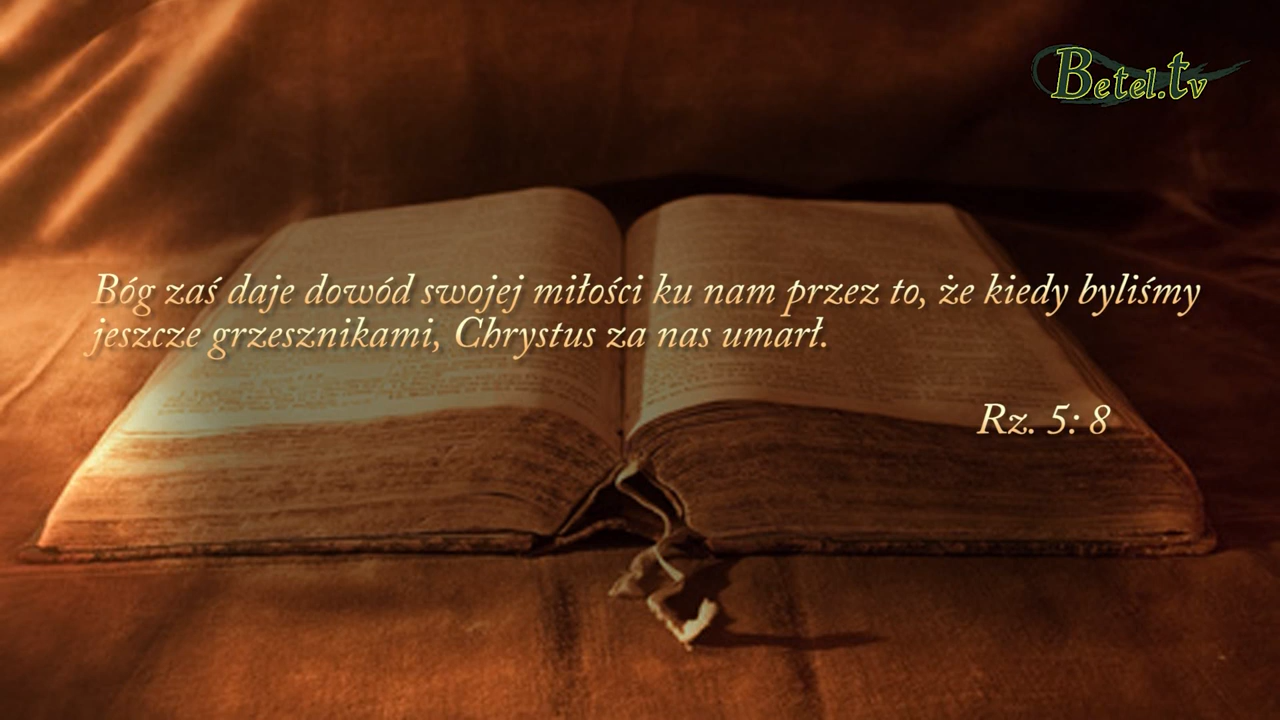 Betel.tv
Bóg zaś daje dowód swojej miłości ku nam przez to, że kiedy byliśmy
jeszcze grzesznikami, Chrystus za nas umarł.
Rz. 5: 8